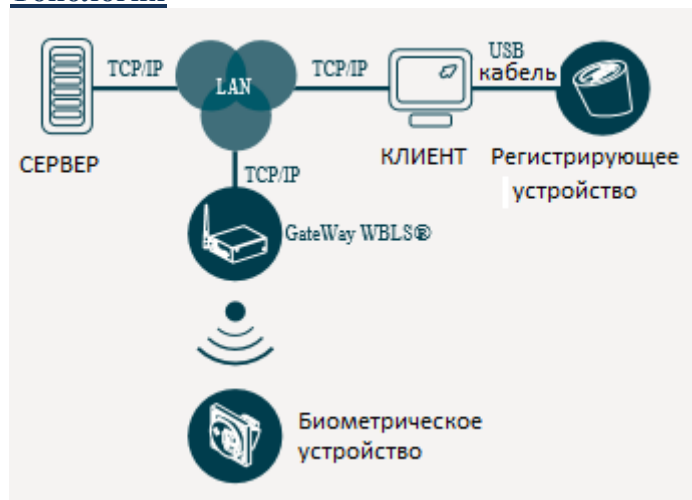 TCP/IP
LAN
TCP/IP
USB
кабель
СЕРВЕР
КЛИЕНТ
Регистрирующее
устройство
TCP/IP
GateWay WBLS®
Биометрическое
устройство